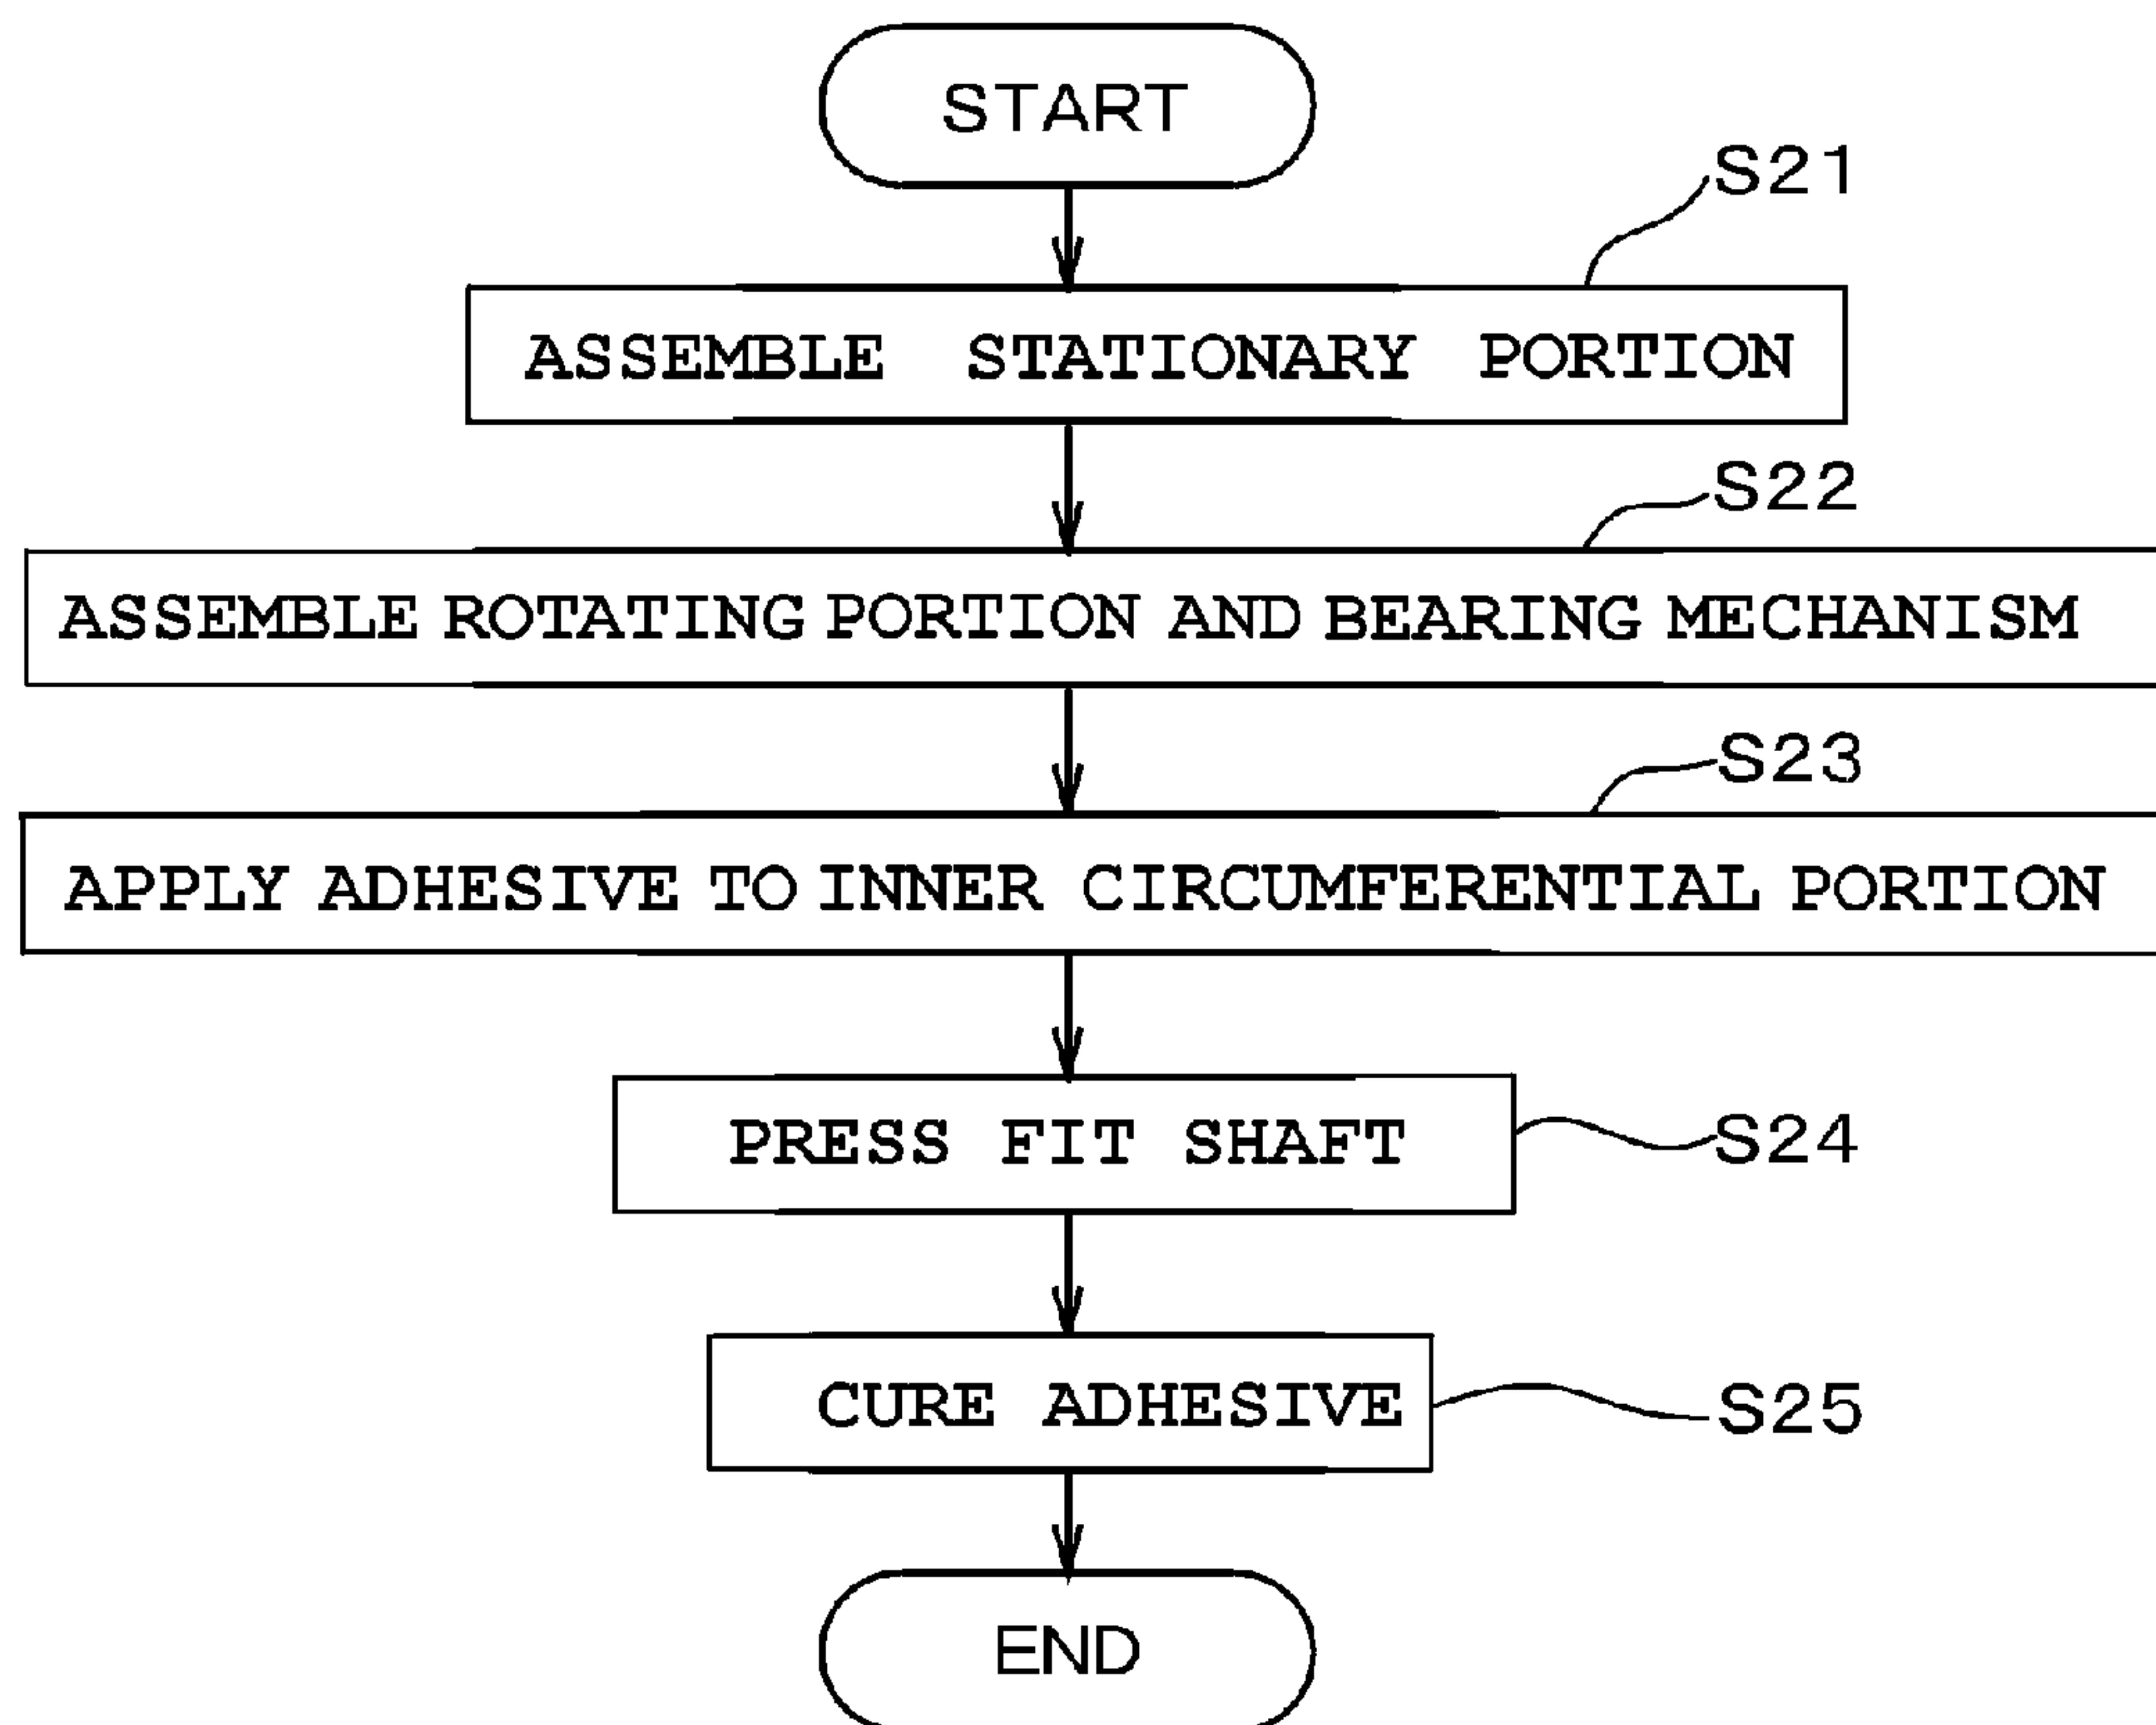 START
S21
ASSEMBLE STATIONARY PORTION
S22
ASSEMBLE ROTATING PORTION AND BEARING MECHANISM
S23
APPLY ADHESIVE TO INNER CIRCUMFERENTIAL PORTION
PRESS FIT SHAFT
S24
CURE ADHESIVE
S25
END